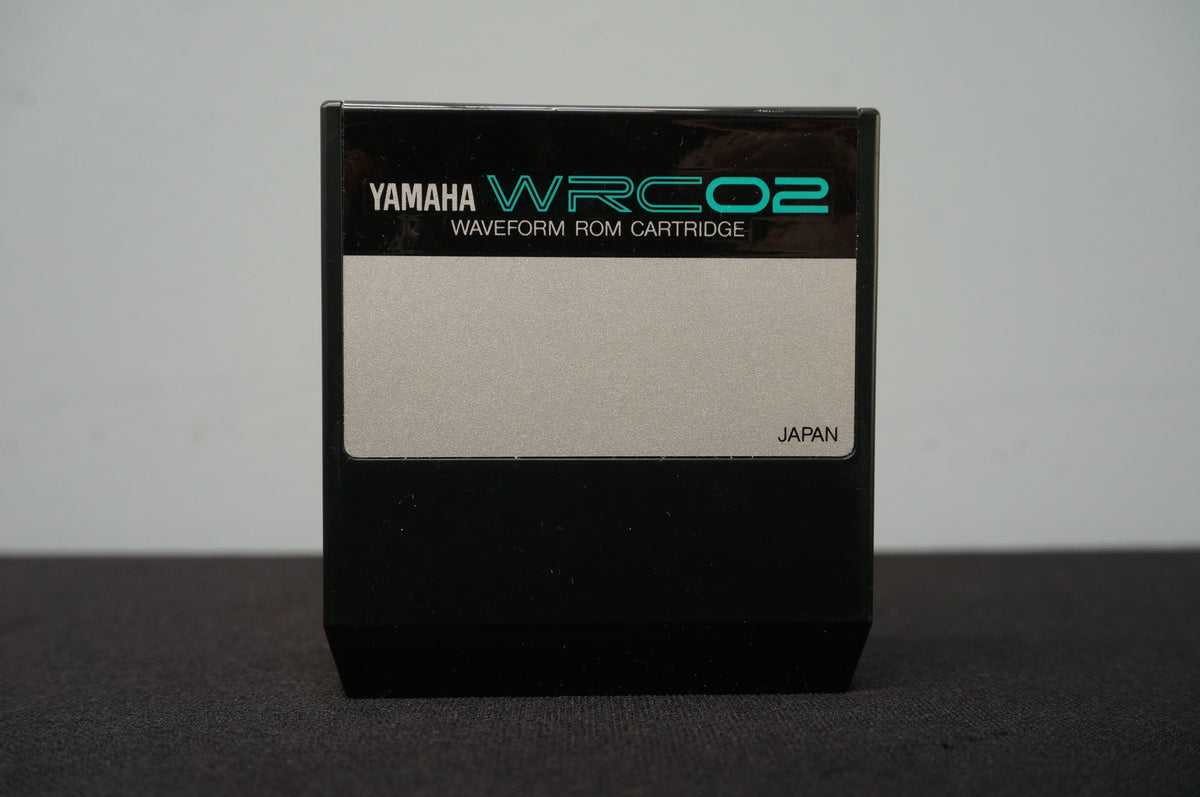 YAMAHA WRC02
WAVEFORM ROM CARTRIDGE
JAPAN